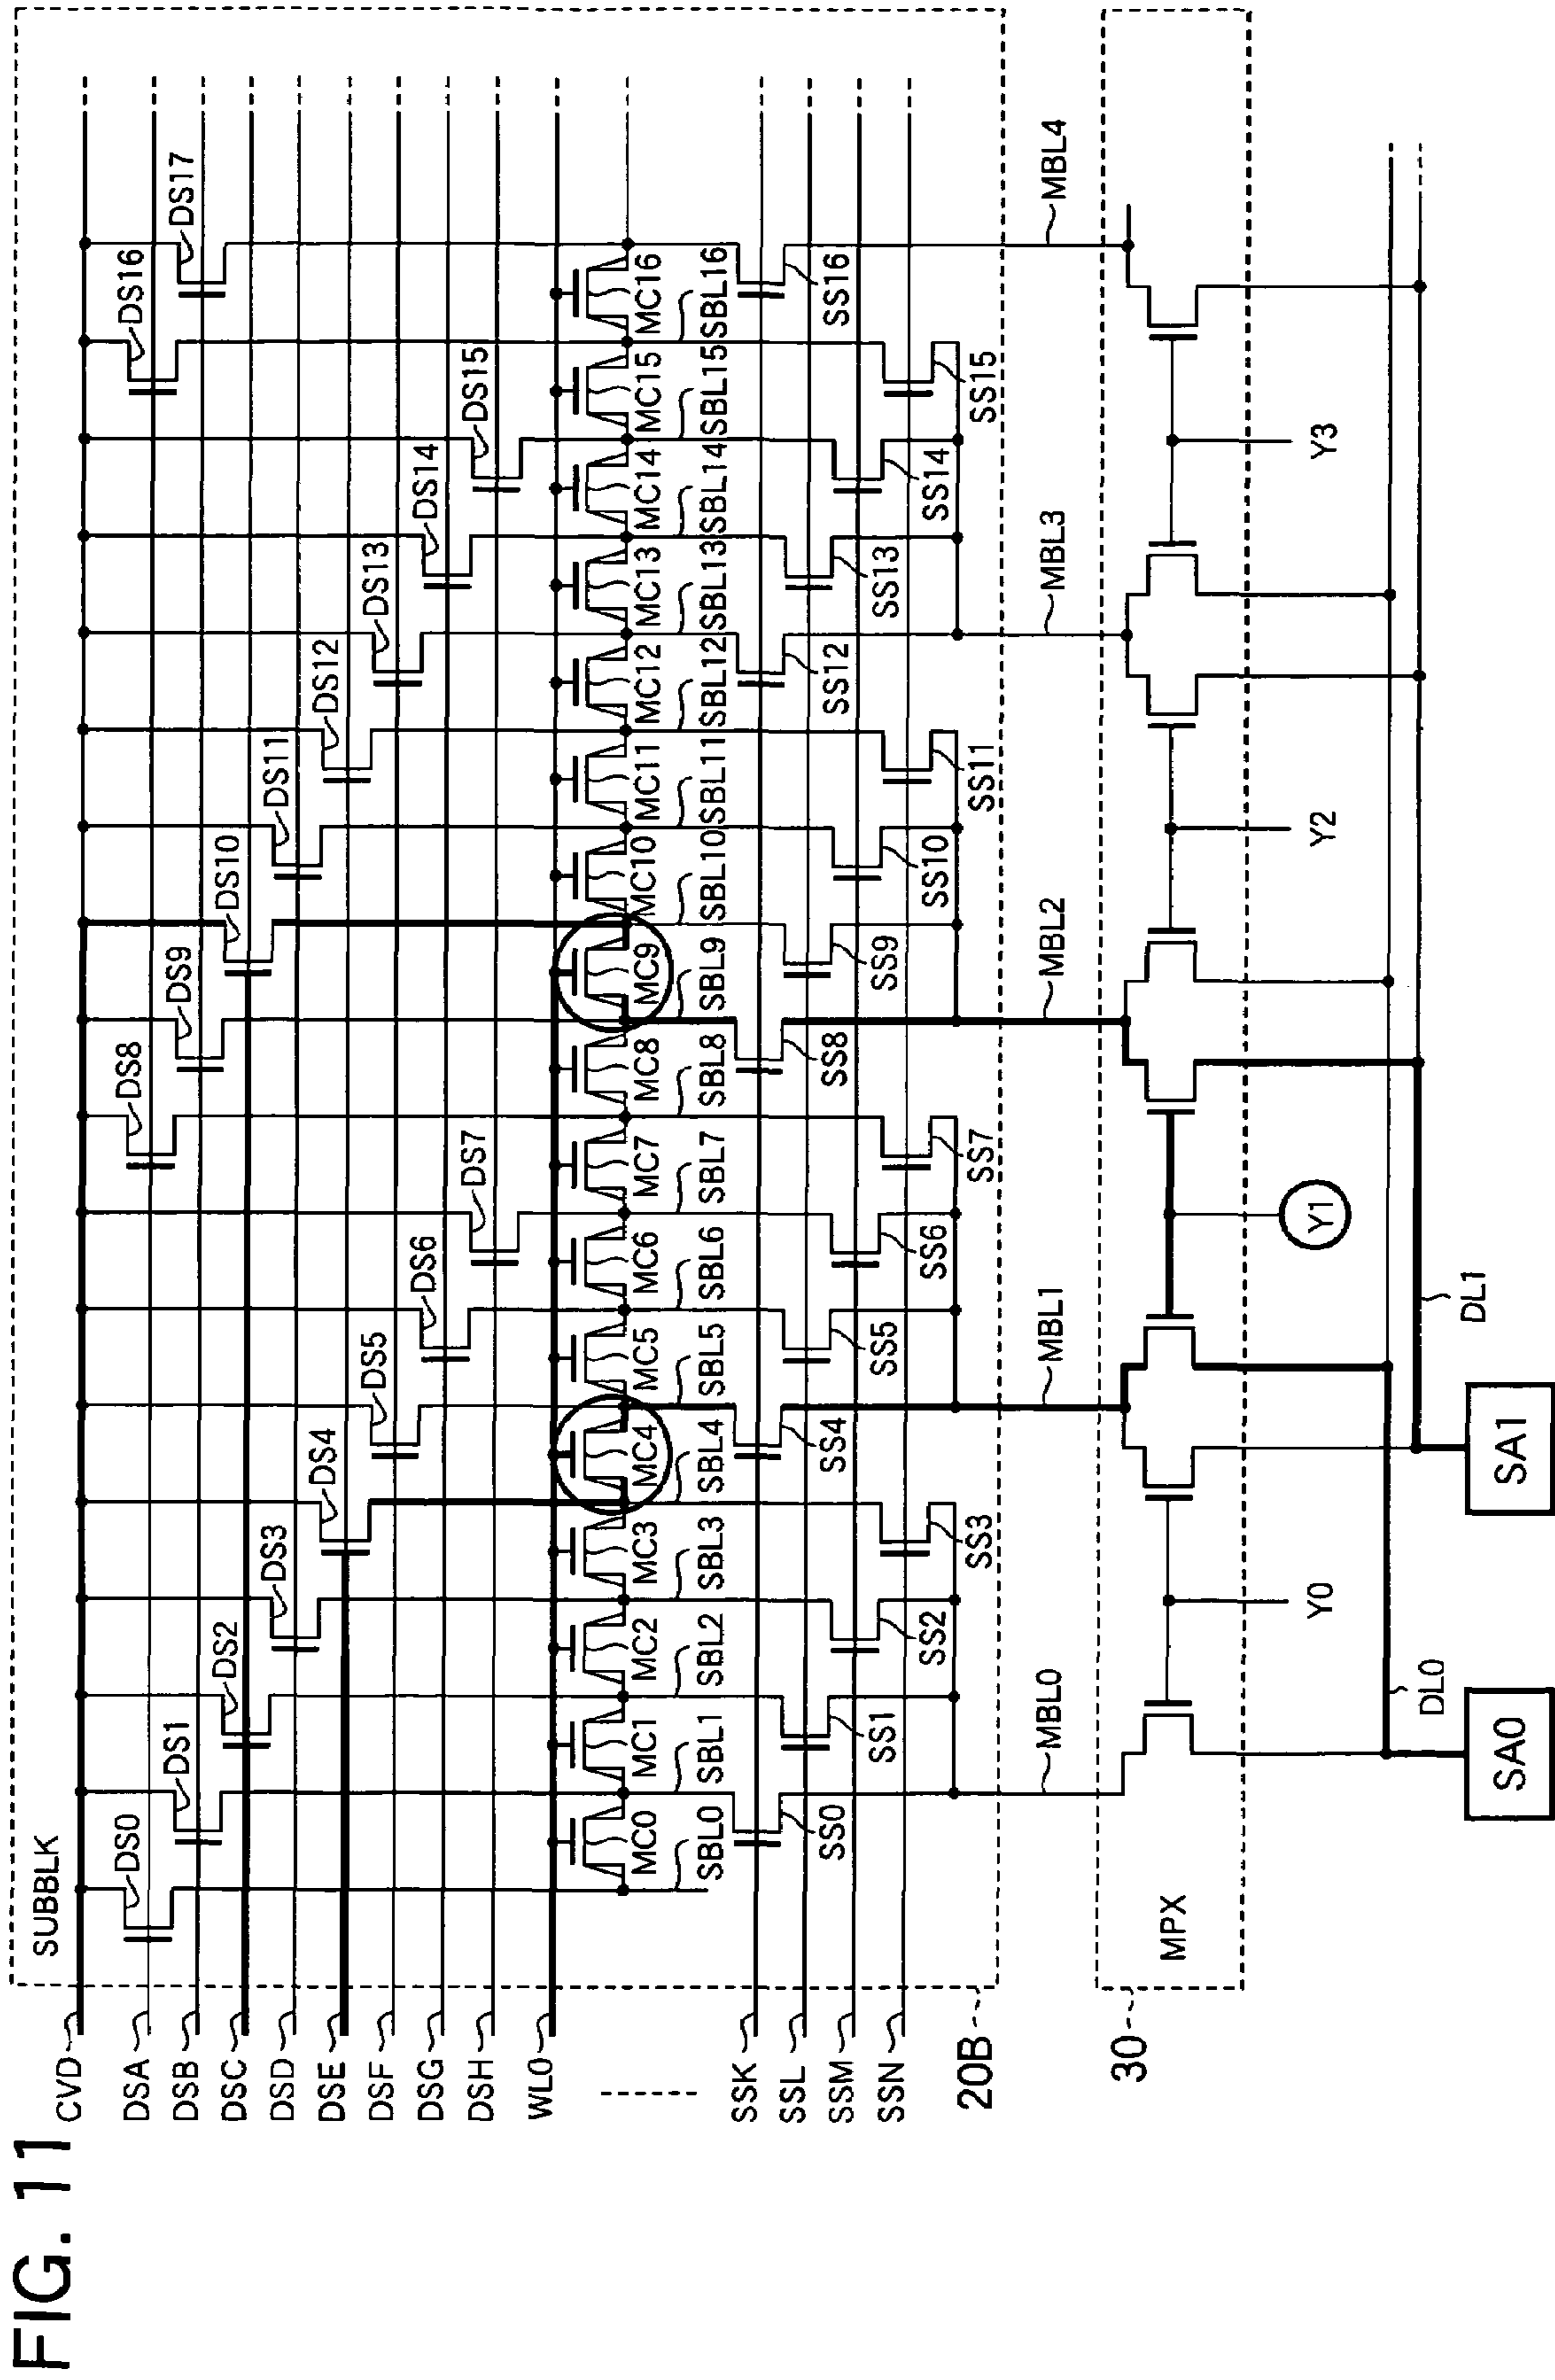 FIG. 11
SUBBLK
CVD
DSA
DSB
DSC
DSD
DSE
DSF
DSG
DSH
WL0
SSK
SSL
SSM
SSN
20B
30
MPX
DS0
DS1
DS2
DS3
DS4
DS5
DS6
DS7
DS8
DS9
DS10
DS11
DS12
DS13
DS14
DS15
DS16
DS17
MC0
MC1
MC2
MC3
MC4
MC5
MC6
MC7
MC8
MC9
MC10
MC11
MC12
MC13
MC14
MC15
MC16
SBL0
SBL1
SBL2
SBL3
SBL4
SBL5
SBL6
SBL7
SBL8
SBL9
SBL10
SBL11
SBL12
SBL13
SBL14
SBL15
SBL16
SS0
SS1
SS2
SS3
SS4
SS5
SS6
SS7
SS8
SS9
SS10
SS11
SS12
SS13
SS14
SS15
SS16
MBL0
MBL1
MBL2
MBL3
MBL4
Y0
Y1
Y2
Y3
DL0
DL1
SA0
SA1